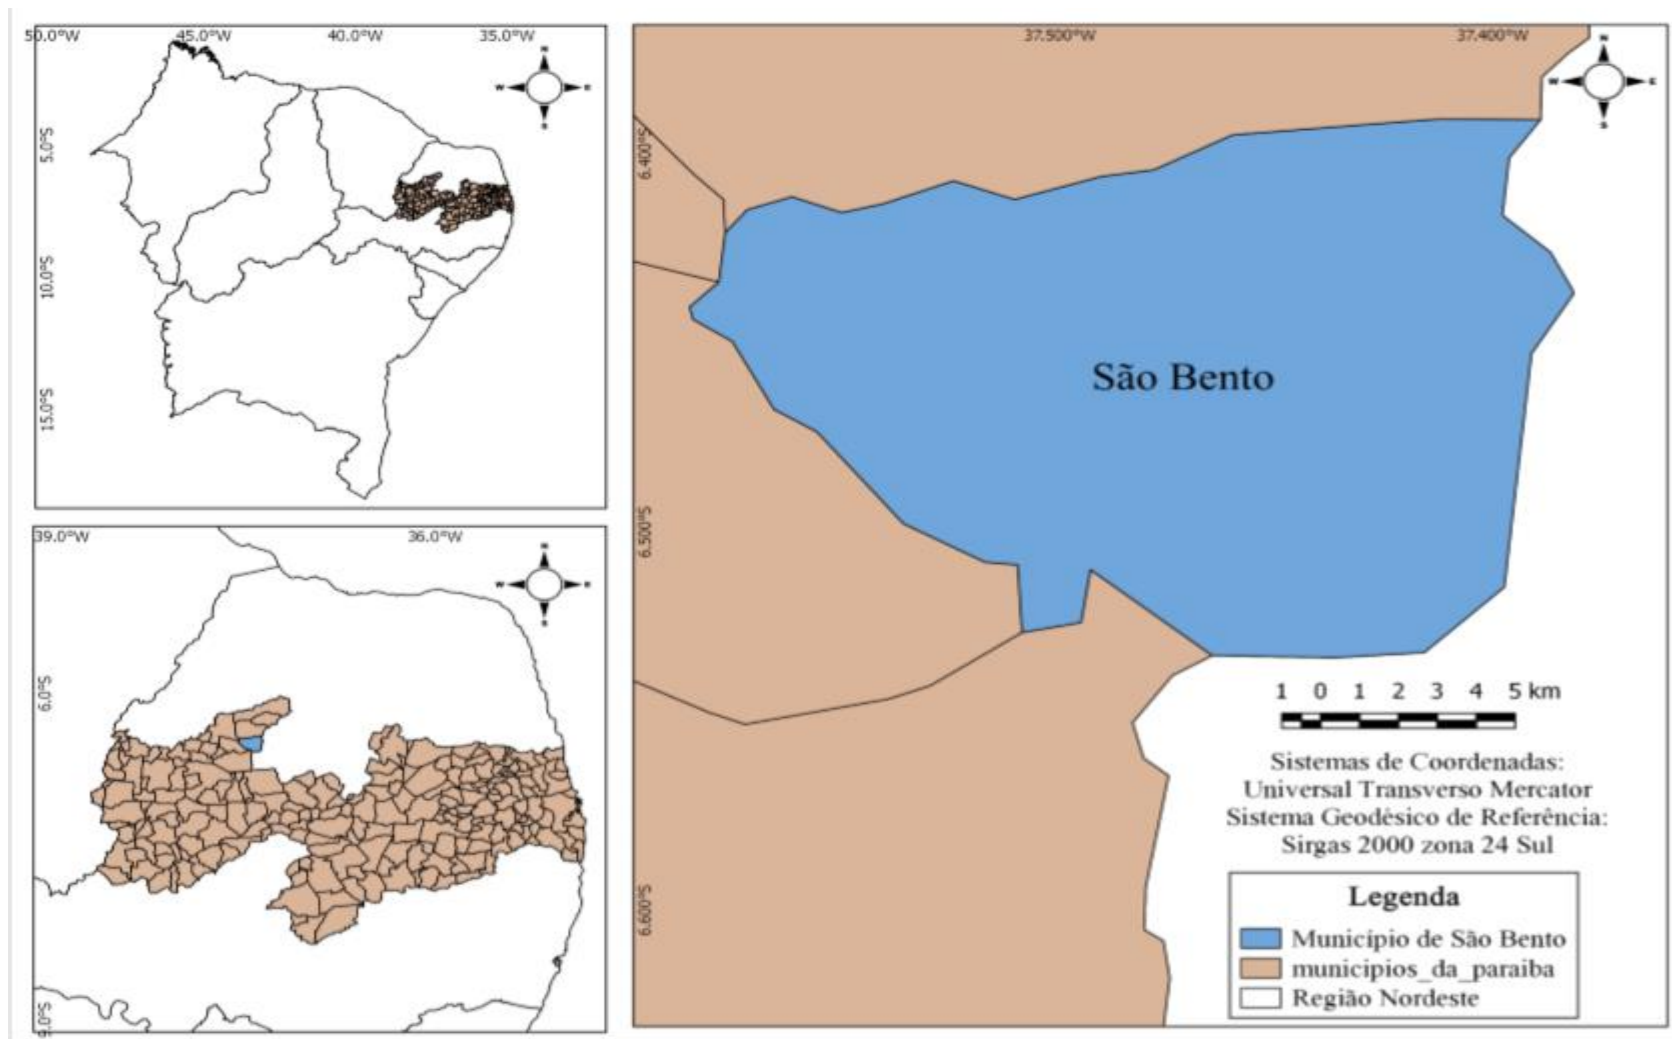 50.0°W 45.0°W 40.0°W 35.0°W
N
W E
S
5.0°S
10.0°S
15.0°S
39.0°W 36.0°W
N
W E
S
6.0°S
9.0°S
37.500°W 37.400°W
N
W E
S
6.400°S
São Bento
6.500°S
6.600°S
1 0 1 2 3 4 5 km
Sistemas de Coordenadas:
Universal Transverso Mercator
Sistema Geodèsico de Referência:
Sirgas 2000 zona 24 Sul
Legenda
Município de São Bento
municipios_da_paraiba
Região Nordeste